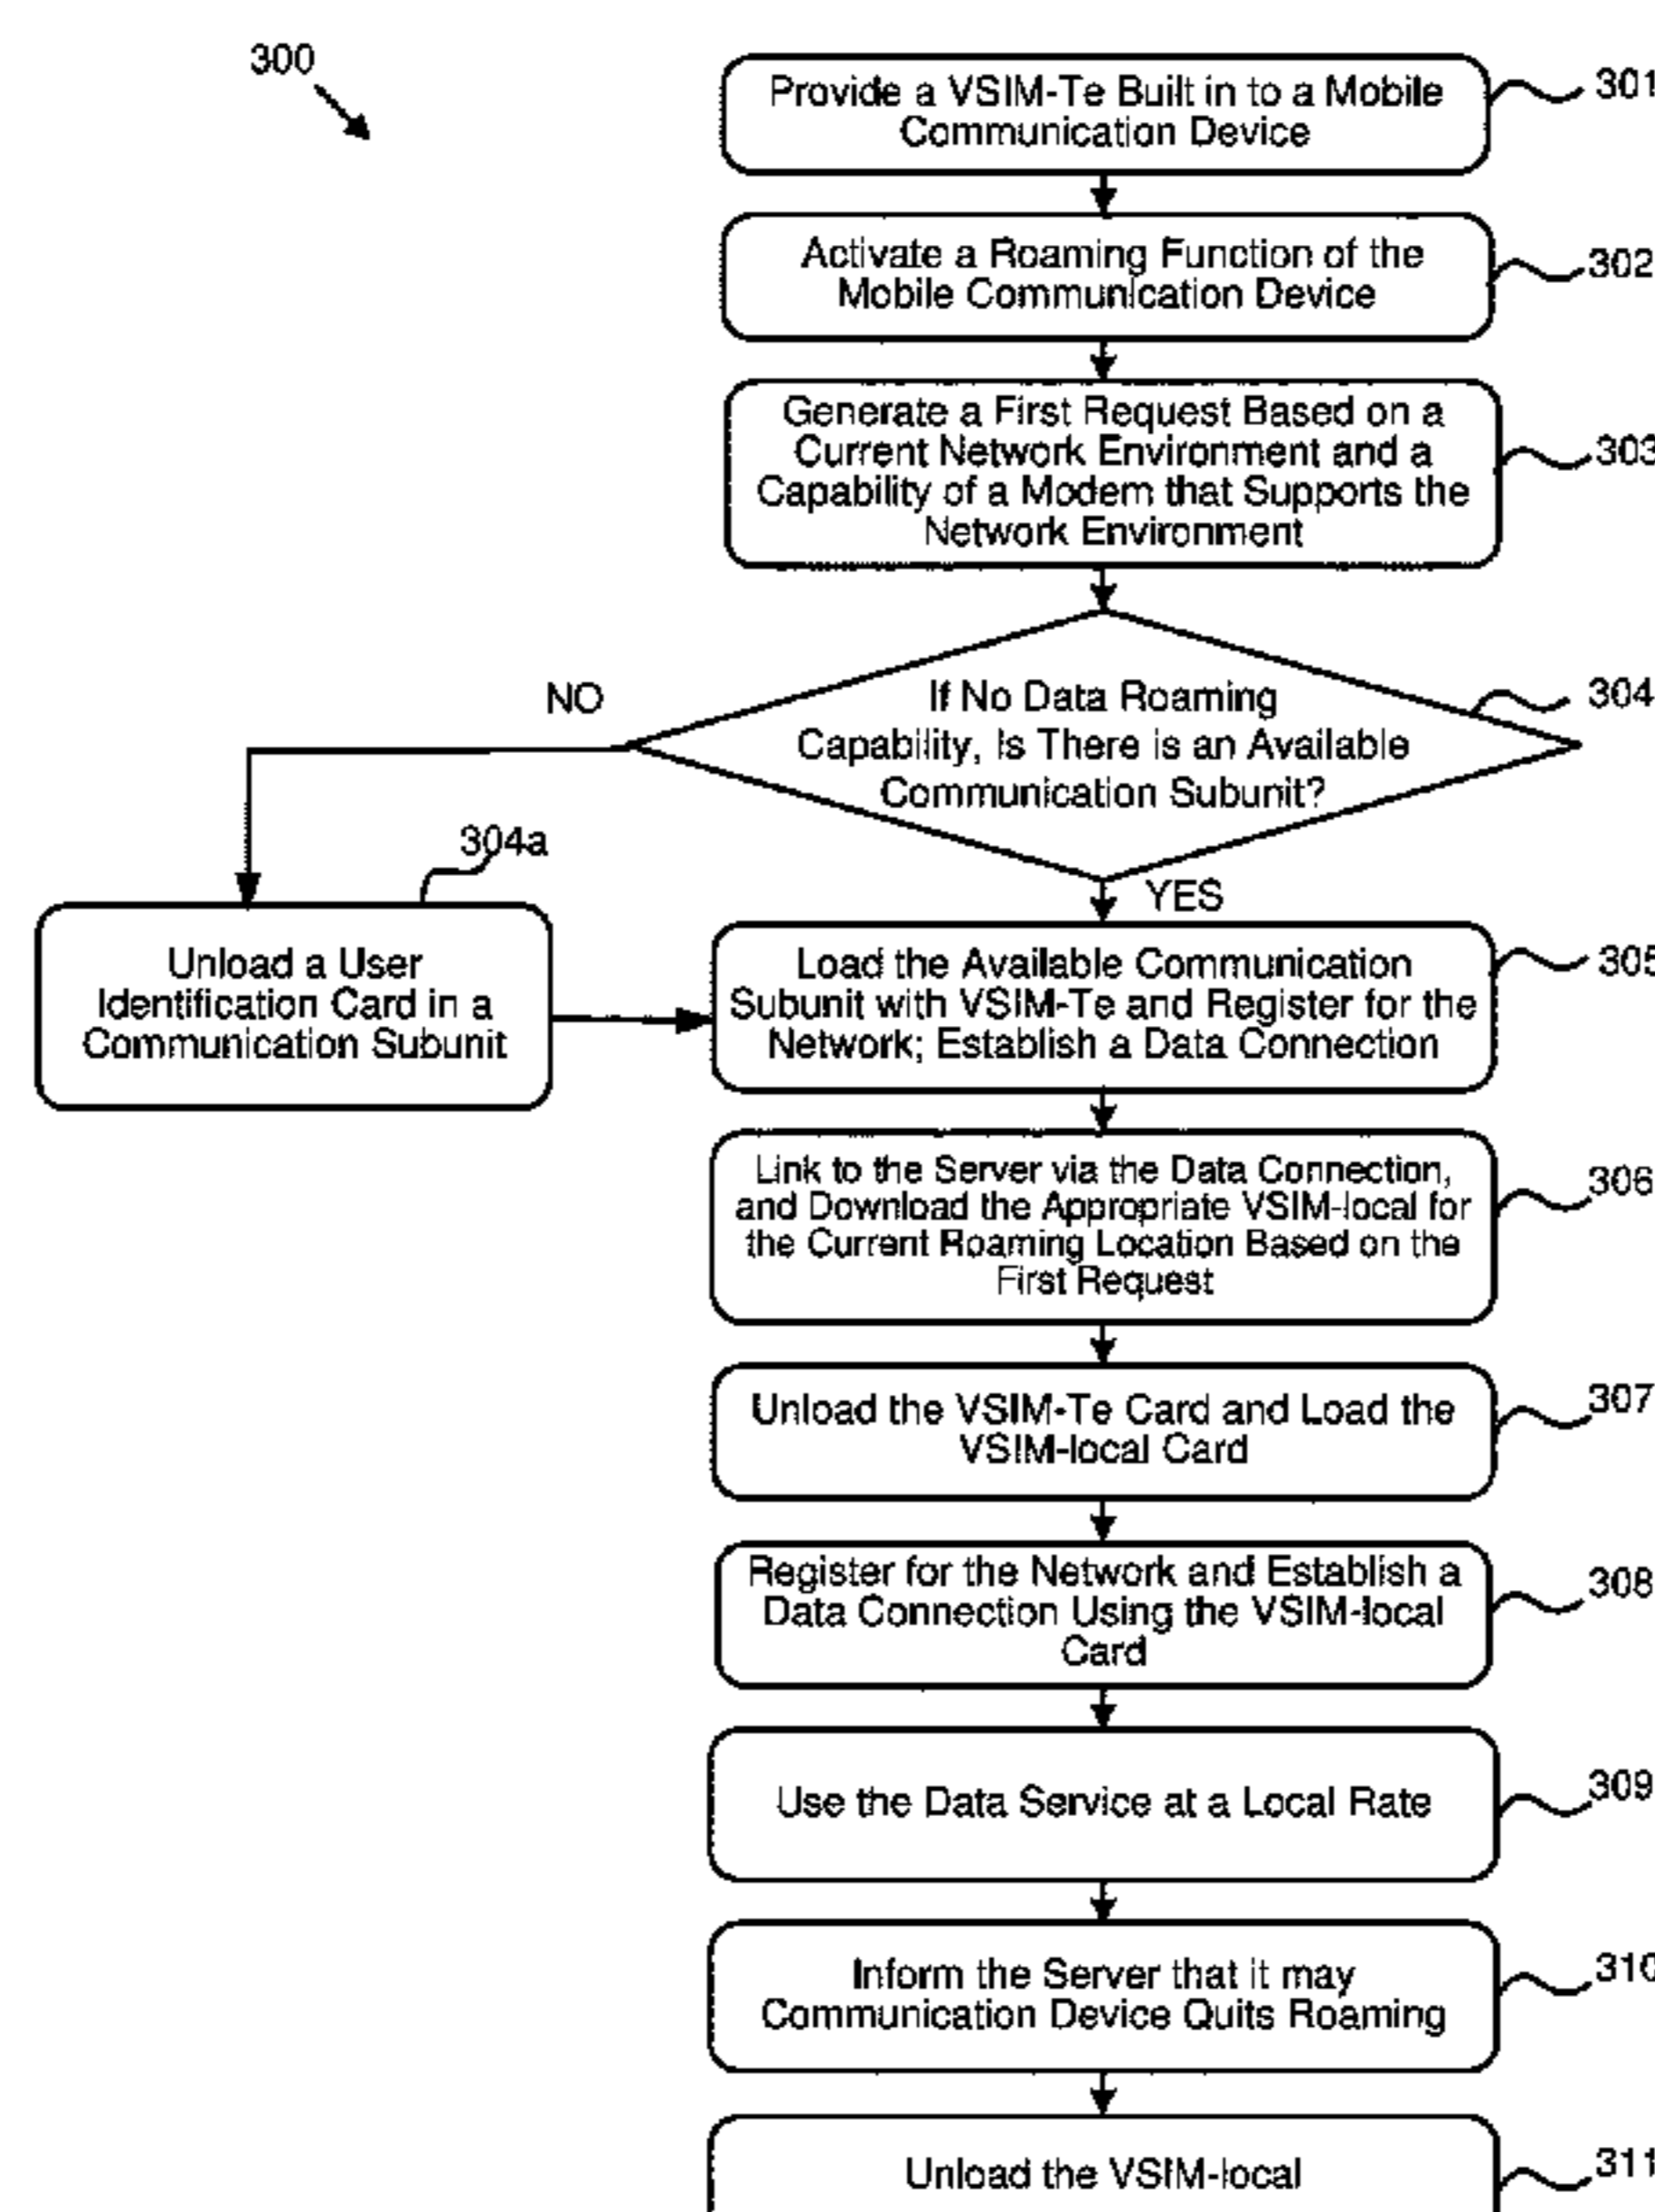 300
Provide a VSIM-Te Built in to a Mobile
Communication Device
301
Activate a Roaming Function of the
Mobile Communication Device
302
Generate a First Request Based on a
Current Network Environment and a
Capability of a Modem that Supports the
Network Environment
303
If No Data Roaming
Capability, Is There is an Available
Communication Subunit?
304
NO
YES
304a
Unload a User
Identification Card in a
Communication Subunit
Load the Available Communication
Subunit with VSIM-Te and Register for the
Network; Establish a Data Connection
305
Link to the Server via the Data Connection,
and Download the Appropriate VSIM-local for
the Current Roaming Location Based on the
First Request
306
Unload the VSIM-Te Card and Load the
VSIM-local Card
307
Register for the Network and Establish a
Data Connection Using the VSIM-local
Card
308
Use the Data Service at a Local Rate
309
Inform the Server that it may
Communication Device Quits Roaming
310
Unload the VSIM-local
311